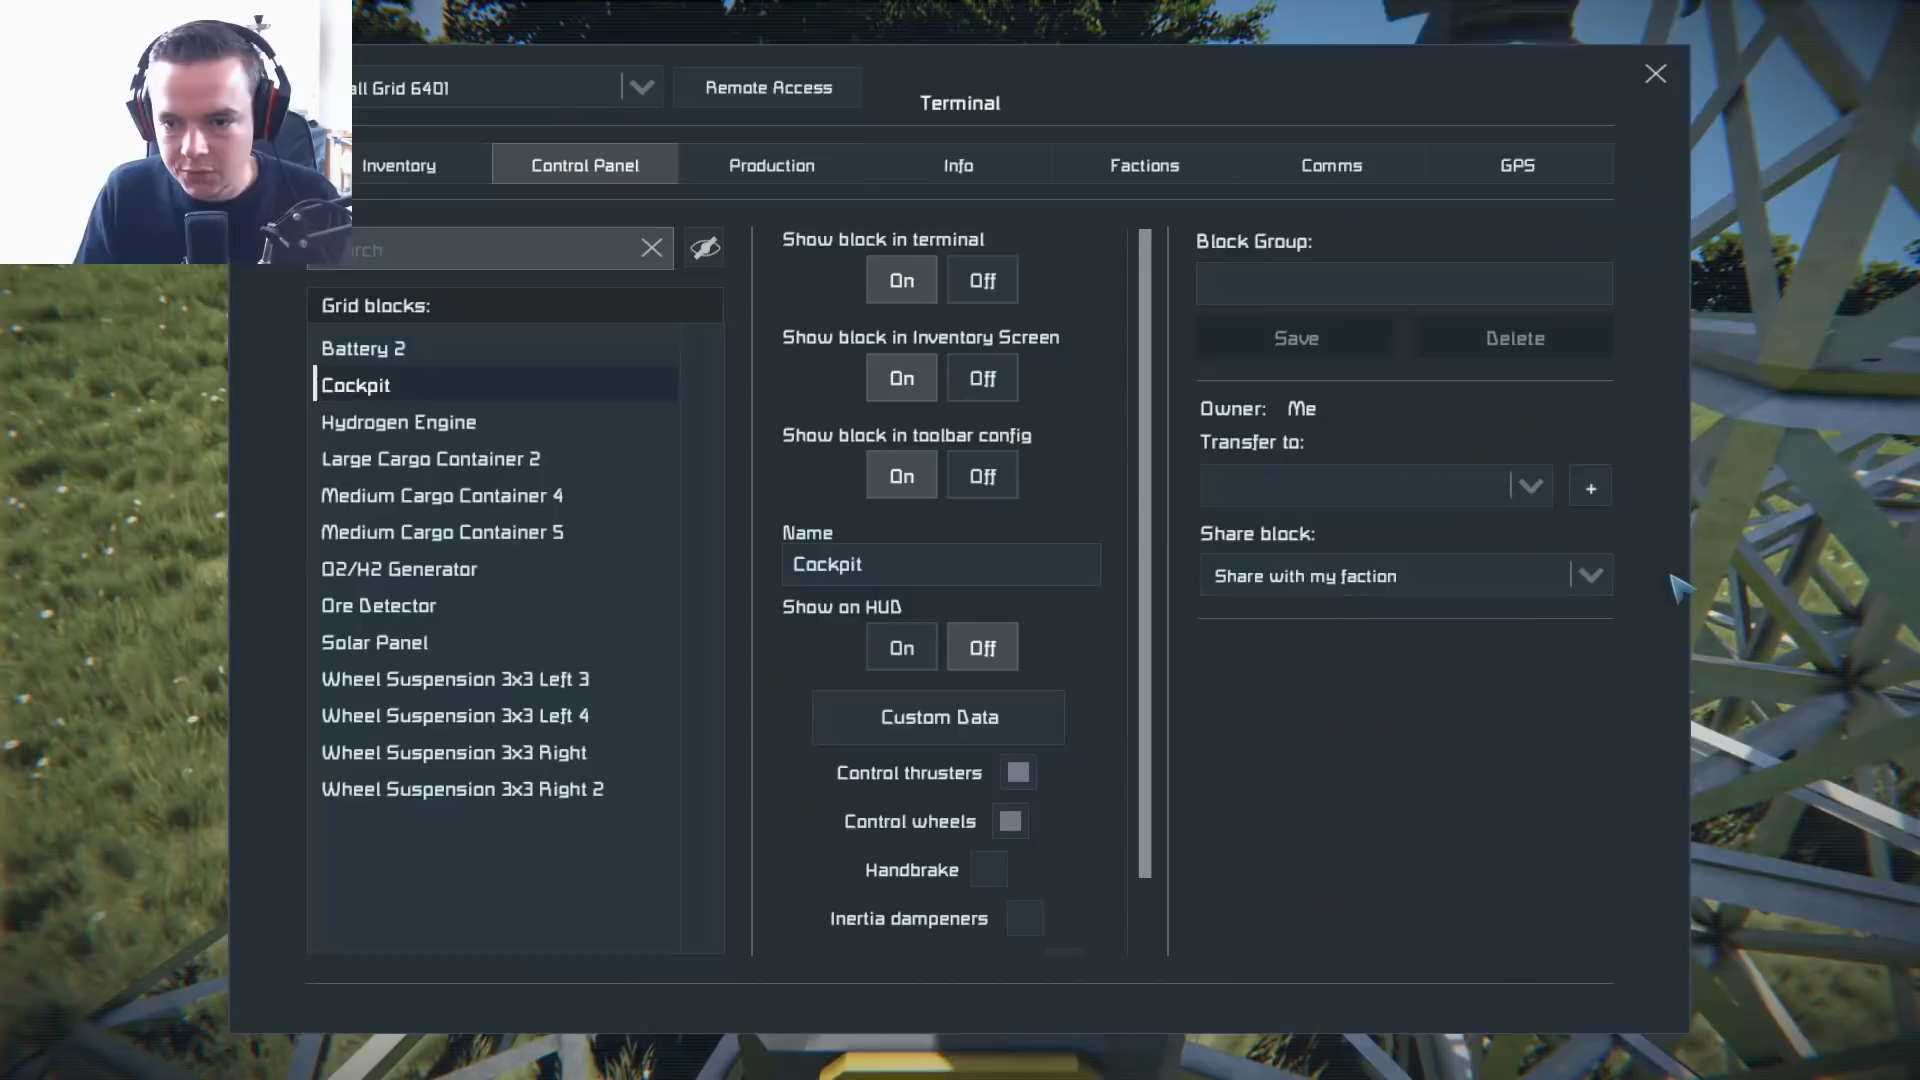 all Grid 6401
Remote Access
Terminal
Inventory
Control Panel
Production
Info
Factions
Comms
GPS
Grid blocks:
Battery 2
Cockpit
Hydrogen Engine
Large Cargo Container 2
Medium Cargo Container 4
Medium Cargo Container 5
O2/H2 Generator
Ore Detector
Solar Panel
Wheel Suspension 3x3 Left 3
Wheel Suspension 3x3 Left 4
Wheel Suspension 3x3 Right
Wheel Suspension 3x3 Right 2
Show block in terminal
On Off
Show block in Inventory Screen
On Off
Show block in toolbar config
On Off
Name
Cockpit
Show on HUD
On Off
Custom Data
Control thrusters
Control wheels
Handbrake
Inertia dampeners
Block Group:
Save Delete
Owner: Me
Transfer to:
+
Share block:
Share with my faction